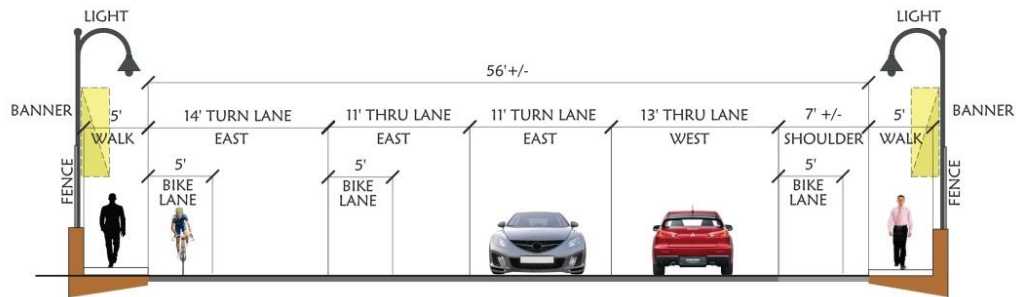 LIGHT
LIGHT
56'+/-
BANNER
5'
14' TURN LANE
11' THRU LANE
11' TURN LANE
13' THRU LANE
7' +/-
5'
BANNER
WALK
EAST
EAST
EAST
WEST
SHOULDER
WALK
FENCE
5'
BIKE
LANE
5'
BIKE
LANE
5'
BIKE
LANE
FENCE